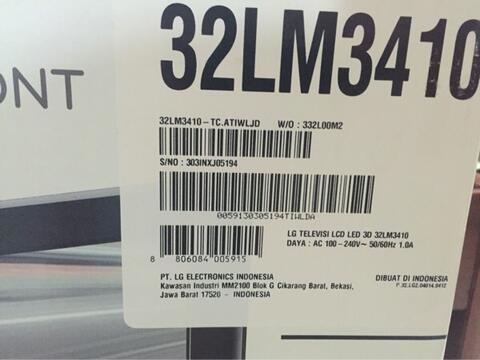 32LM3410
ONT
32LM3410-TC.ATIWLJD W/O : 332L00M2
S/NO : 303INXJ05194
0059130305194TIWLDA
LG TELEVISI LCD LED 3D 32LM3410
DAYA : AC 100-240V~ 50/60Hz 1.0A
8 806084 005915
PT. LG ELECTRONICS INDONESIA
Kawasan Industri MM2100 Blok G Cikarang Barat, Bekasi,
Jawa Barat 17520 - INDONESIA
DIBUAT DI INDONESIA